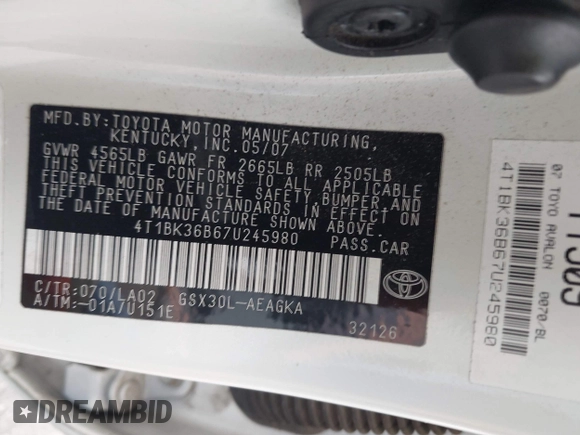 MFD.BY:TOYOTA MOTOR MANUFACTURING,
KENTUCKY, INC. 05/07
GVWR 4565LB GAWR FR 2665LB RR 2505LB
THIS VEHICLE CONFORMS TO ALL APPLICABLE
FEDERAL MOTOR VEHICLE SAFETY, BUMPER, AND
THEFT PREVENTION STANDARDS IN EFFECT ON
THE DATE OF MANUFACTURE SHOWN ABOVE.
4T1BK36B67U245980 PASS.CAR
C/TR:070/LA02 GSX30L-AEAGKA
A/TM:-01A/U151E
32126
TOYOTA
4T1BK36B67U245980
07 TOYO AVALON 0070/BL
DREAMBID